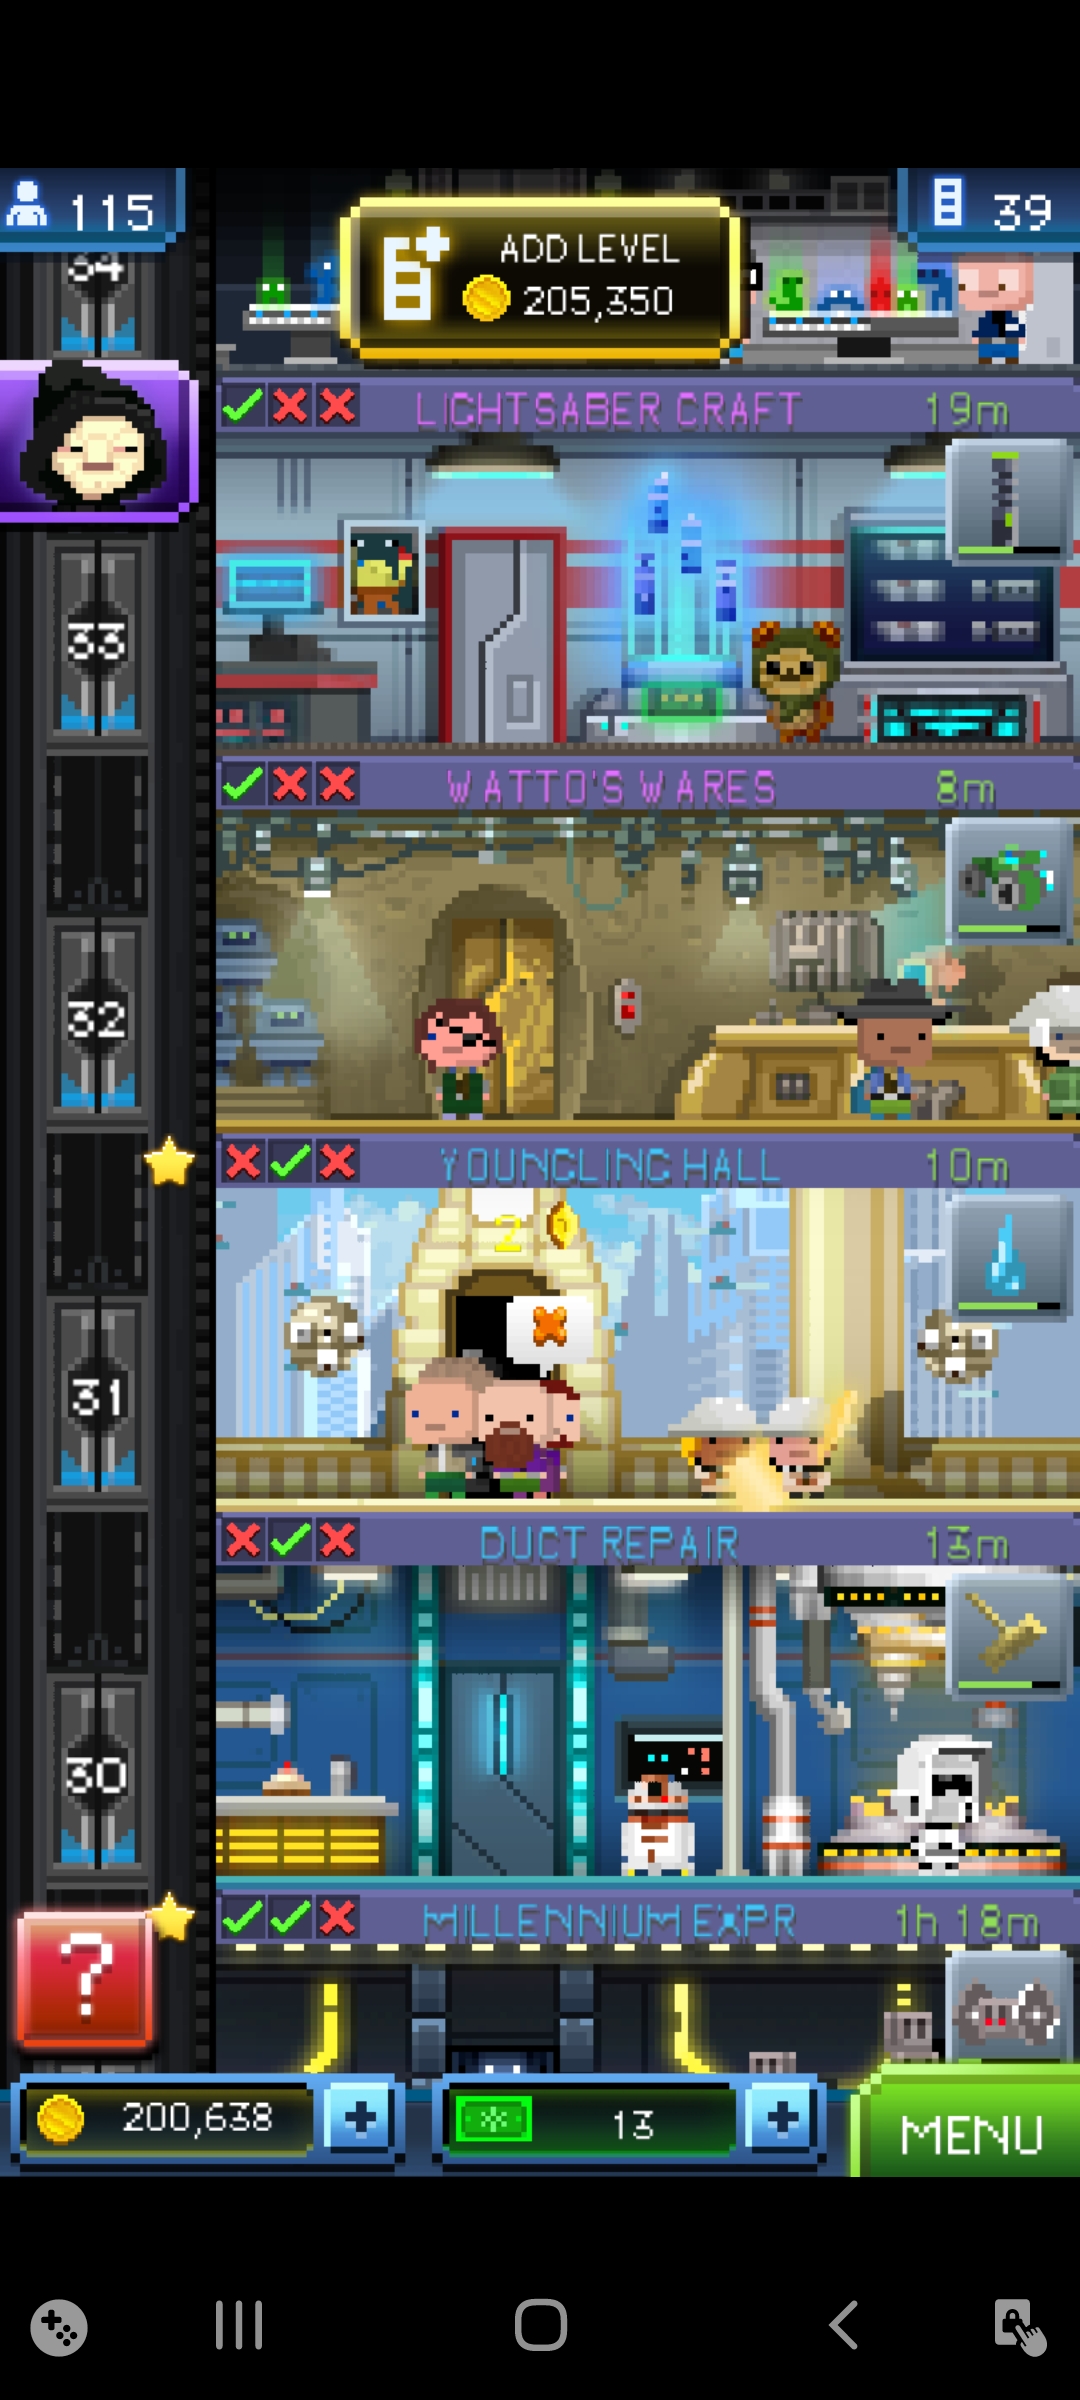 115
ADD LEVEL
205,350
39
34
LIGHTSABER CRAFT 19m
33
WATTO'S WARES 8m
32
YOUNGLING HALL 10m
2
31
DUCT REPAIR 13m
30
MILLENNIUM EXPR 1h 18m
?
200,638
+
13
+
MENU